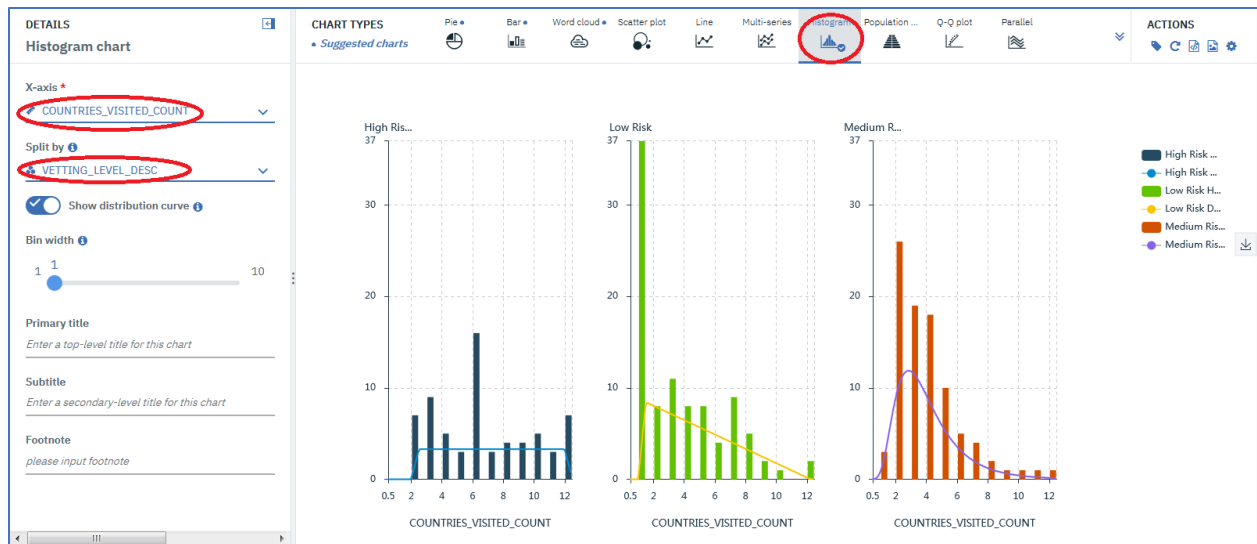 DETAILS
Histogram chart
X-axis *
COUNTRIES_VISITED_COUNT
Split by
VETTING_LEVEL_DESC
Show distribution curve
Bin width
1 1 10
Primary title
Enter a top-level title for this chart
Subtitle
Enter a secondary-level title for this chart
Footnote
please input footnote
CHART TYPES
• Suggested charts
Pie •
Bar •
Word cloud •
Scatter plot
Line
Multi-series
Histogram
Population ...
Q-Q plot
Parallel
ACTIONS
High Ris...
37
30
20
10
0
0.5 2 4 6 8 10 12
COUNTRIES_VISITED_COUNT
Low Risk
37
30
20
10
0
0.5 2 4 6 8 10 12
COUNTRIES_VISITED_COUNT
Medium R...
37
30
20
10
0
0.5 2 4 6 8 10 12
COUNTRIES_VISITED_COUNT
High Risk ...
High Risk ...
Low Risk H...
Low Risk D...
Medium Ris...
Medium Ris...